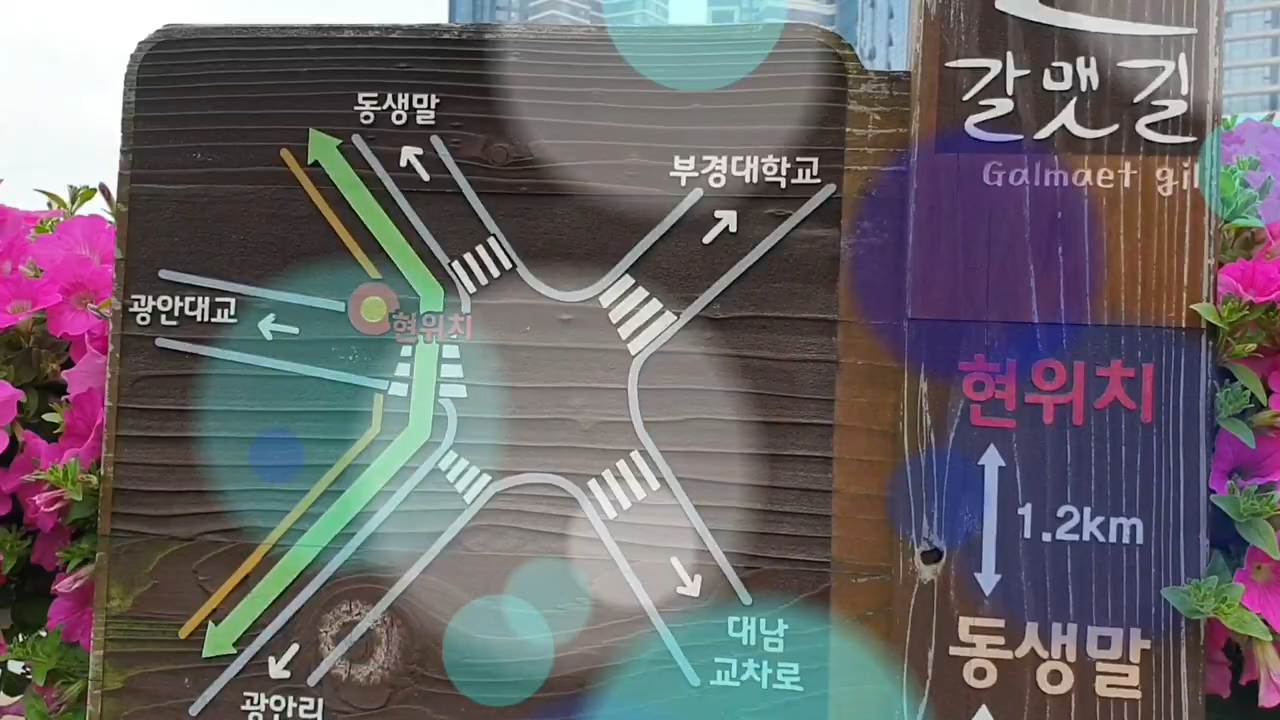 동생말
부경대학교
광안대교
현위치
대남
교차로
광안리
갈맷길
Galmaet gil
현위치
1.2km
동생말